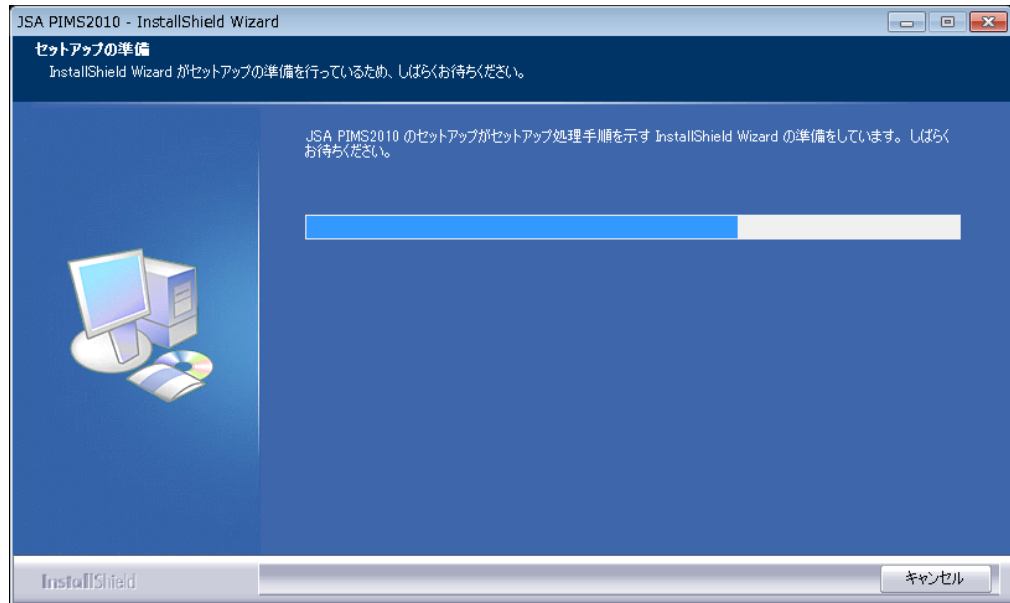 JSA PIMS2010 - InstallShield Wizard
セットアップの準備
InstallShield Wizard がセットアップの準備を行っているため、しばらくお待ちください。
JSA PIMS2010 のセットアップがセットアップ処理手順を示す InstallShield Wizard の準備をしています。しばらく
お待ちください。
InstallShield
キャンセル